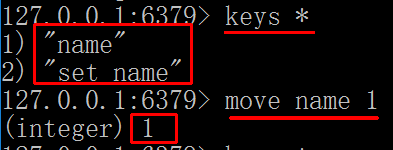 127.0.0.1:6379> keys *
1) "name"
2) "set name"
127.0.0.1:6379> move name 1
(integer) 1